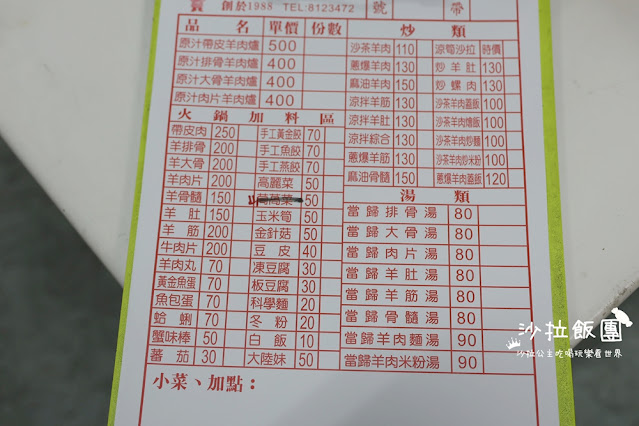 創於1988 TEL:8123472 號 帶
品名 單價 份數 炒類
原汁帶皮羊肉爐 500
原汁排骨羊肉爐 400
原汁大骨羊肉爐 400
原汁肉片羊肉爐 400
沙茶羊肉 110 涼筍沙拉 時價
蔥爆羊肉 130 炒羊肚 130
麻油羊肉 150 炒螺肉 130
涼拌羊筋 130 沙茶羊肉蓋飯 100
涼拌羊肚 130 沙茶羊肉燴飯 100
涼拌綜合 130 沙茶羊肉炒麵 100
蔥爆羊筋 130 沙茶羊肉炒米粉 100
麻油骨髓 150 蔥爆羊肉蓋飯 120
火鍋加料區
帶皮肉 250 手工黃金餃 70
羊排骨 200 手工魚餃 70
羊大骨 200 手工燕餃 70
羊肉片 200 高麗菜 50
羊骨髓 150 50
羊肚 150 玉米筍 50
羊筋 200 金針菇 50
牛肉片 200 豆皮 40
羊肉丸 70 凍豆腐 30
黃金魚蛋 70 板豆腐 30
魚包蛋 70 科學麵 20
蛤蜊 70 冬粉 20
蟹味棒 50 白飯 10
蕃茄 30 大陸妹 50
湯類
當歸排骨湯 80
當歸大骨湯 80
當歸肉片湯 80
當歸羊肚湯 80
當歸羊筋湯 80
當歸骨髓湯 80
當歸羊肉麵湯 90
當歸羊肉米粉湯 90
小菜、加點：
沙拉飯團
沙拉公主吃喝玩樂看世界